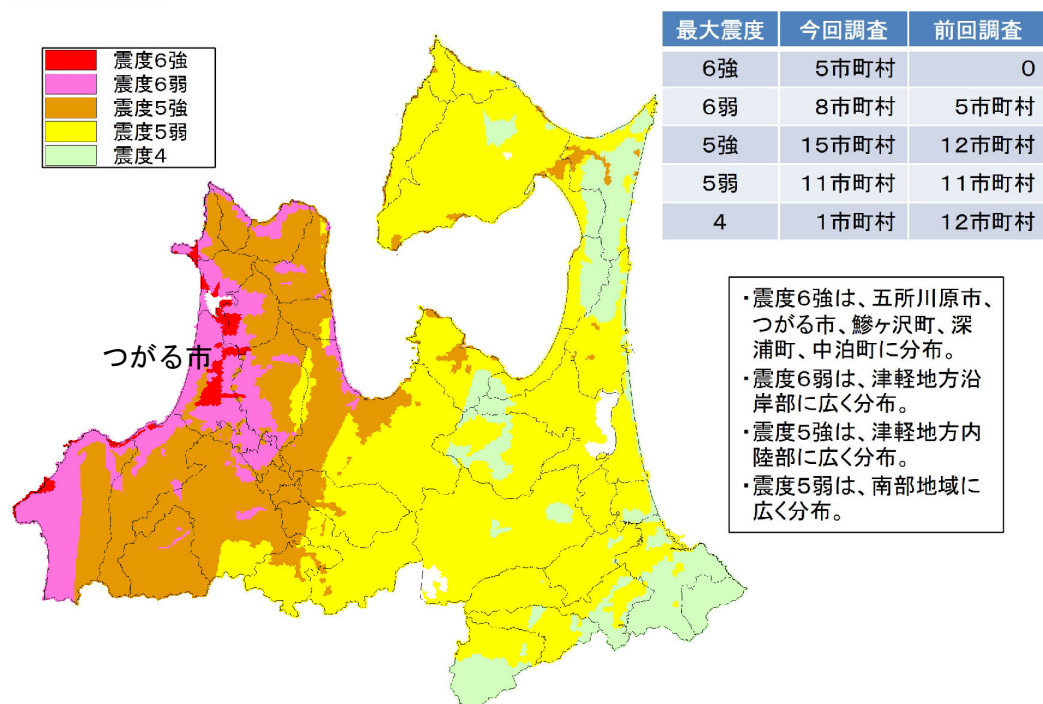 震度6強
震度6弱
震度5強
震度5弱
震度4
最大震度 今回調査 前回調査
6強 5市町村 0
6弱 8市町村 5市町村
5強 15市町村 12市町村
5弱 11市町村 11市町村
4 1市町村 12市町村
つがる市
・震度6強は、五所川原市、
つがる市、鰺ヶ沢町、深
浦町、中泊町に分布。
・震度6弱は、津軽地方沿
岸部に広く分布。
・震度5強は、津軽地方内
陸部に広く分布。
・震度5弱は、南部地域に
広く分布。